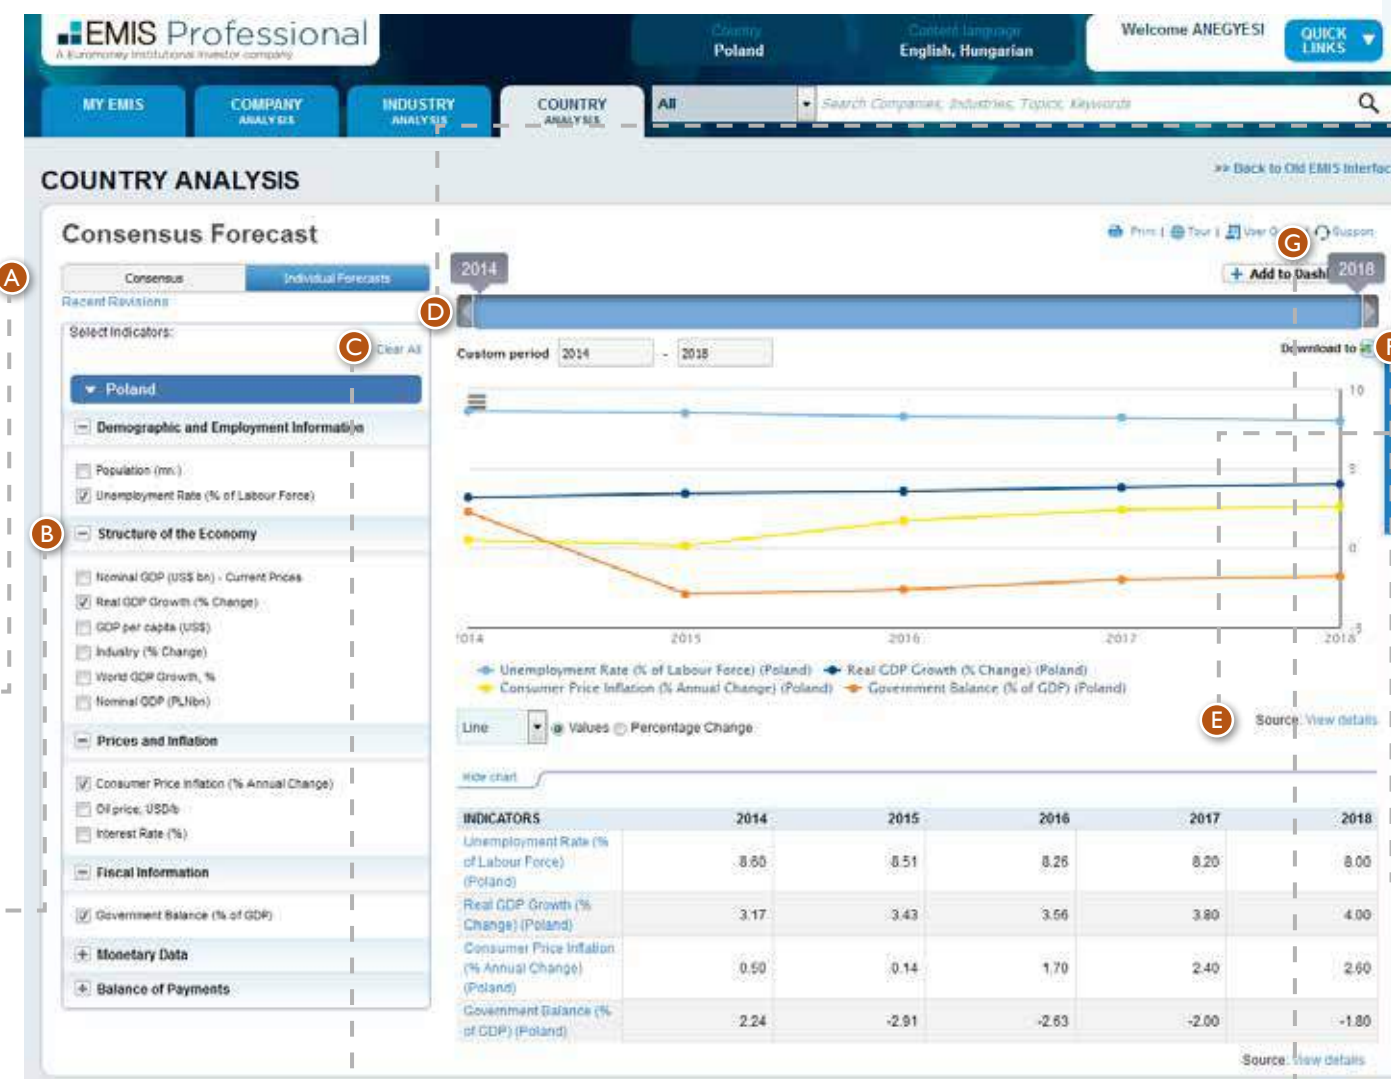 EMIS Professional
A Euromoney Institutional Investor company
Country
Poland
Content language
English, Hungarian
Welcome ANEGYESI
QUICK
LINKS
MY EMIS
COMPANY
ANALYSIS
INDUSTRY
ANALYSIS
COUNTRY
ANALYSIS
All
Search Companies, Industries, Topics, Keywords
COUNTRY ANALYSIS
>> Back to Old EMIS Interfac
Consensus Forecast
Print | Tour | User G Support
G
A
Consensus
Individual Forecasts
Recent Revisions
2014
+ Add to Dash
2018
D
Select Indicators:
C
Clear All
Custom period 2014 - 2018
Download to
F
Poland
Demographic and Employment Information
Population (mn.)
Unemployment Rate (% of Labour Force)
B
Structure of the Economy
Nominal GDP (US$ bn) - Current Prices
Real GDP Growth (% Change)
GDP per capita (US$)
Industry (% Change)
World GDP Growth, %
Nominal GDP (PLNbn)
Prices and Inflation
Consumer Price Inflation (% Annual Change)
Oil price, USD/b
Interest Rate (%)
Fiscal Information
Government Balance (% of GDP)
Monetary Data
Balance of Payments
10
5
0
-5
2014 2015 2016 2017 2018
Unemployment Rate (% of Labour Force) (Poland) Real GDP Growth (% Change) (Poland)
Consumer Price Inflation (% Annual Change) (Poland) Government Balance (% of GDP) (Poland)
Line
Values
Percentage Change
E
Source: View details
Hide chart
INDICATORS 2014 2015 2016 2017 2018
Unemployment Rate (%
of Labour Force)
(Poland)
8.60 8.51 8.26 8.20 8.00
Real GDP Growth (%
Change) (Poland)
3.17 3.43 3.56 3.80 4.00
Consumer Price Inflation
(% Annual Change)
(Poland)
0.50 0.14 1.70 2.40 2.60
Government Balance (%
of GDP) (Poland)
2.24 -2.91 -2.63 -2.00 -1.80
Source: View details